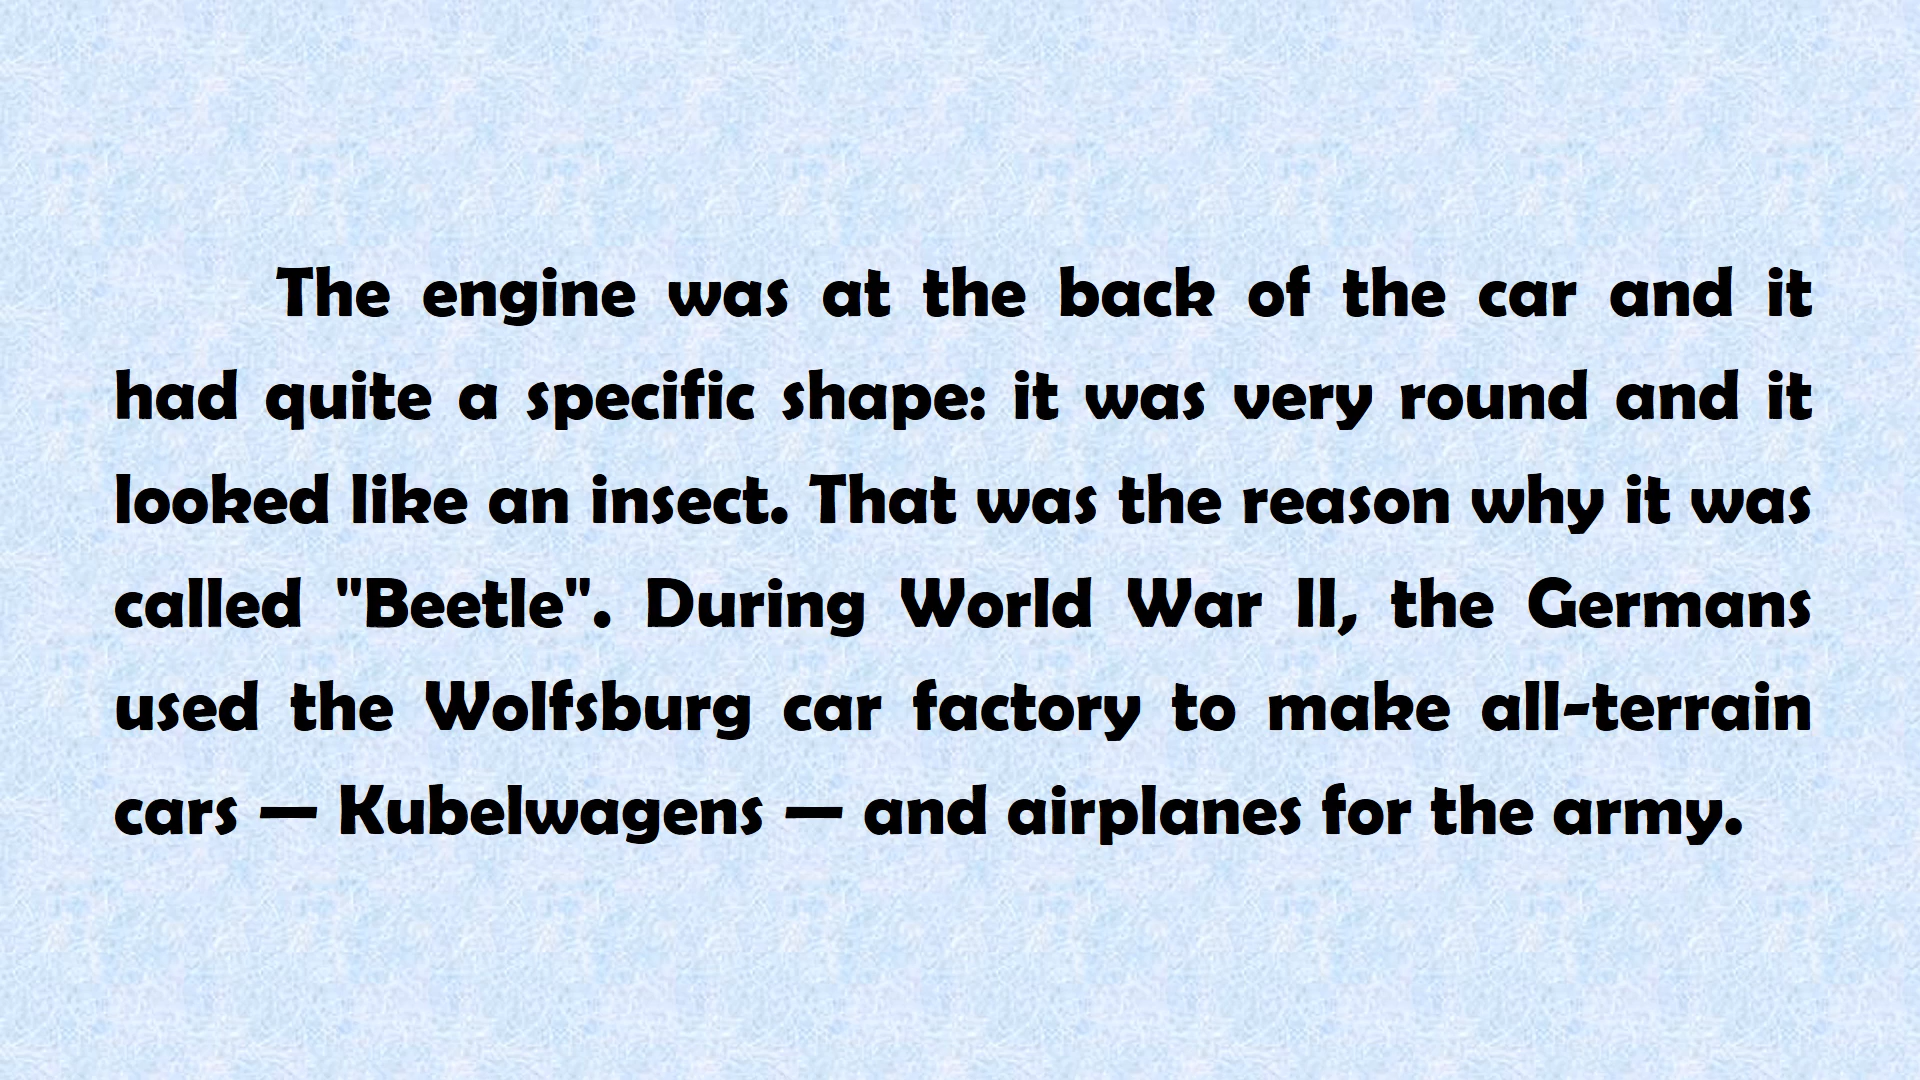 The engine was at the back of the car and it
had quite a specific shape: it was very round and it
looked like an insect. That was the reason why it was
called "Beetle". During World War II, the Germans
used the Wolfsburg car factory to make all-terrain
cars — Kubelwagens — and airplanes for the army.